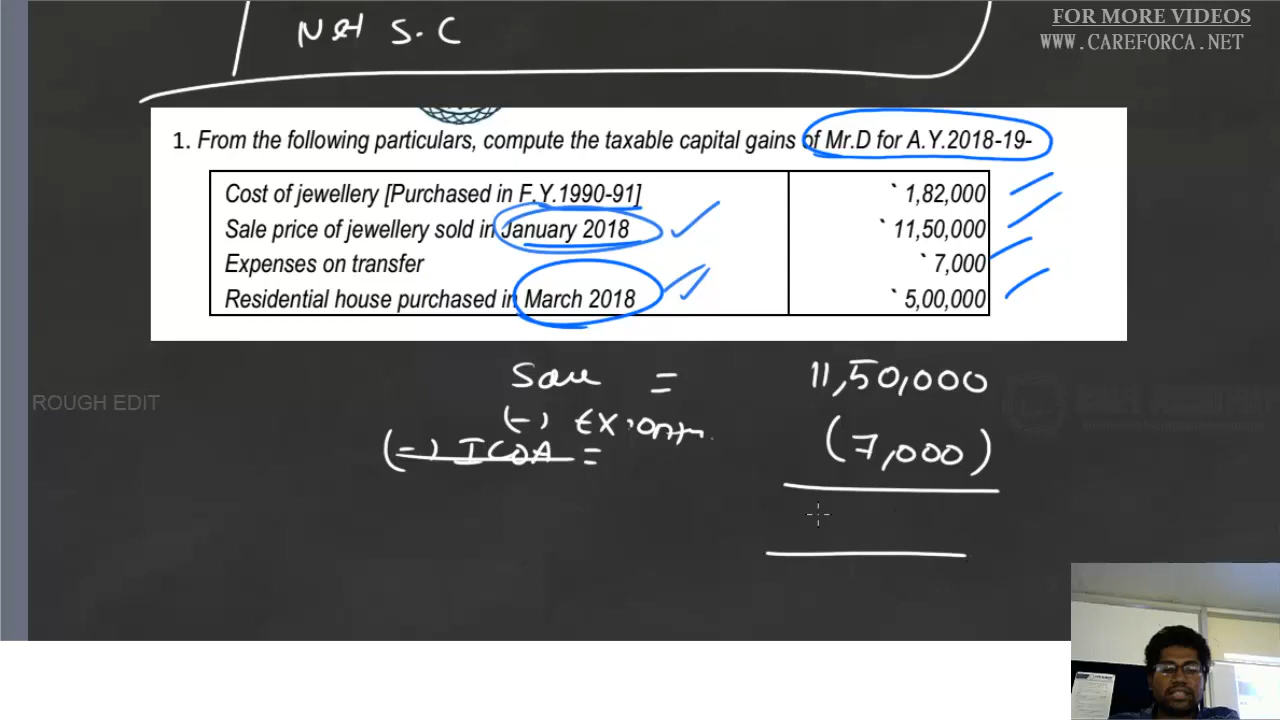 FOR MORE VIDEOS
WWW.CAREFORCA.NET
Net S.C
1. From the following particulars, compute the taxable capital gains of Mr.D for A.Y.2018-19-
Cost of jewellery [Purchased in F.Y.1990-91] ` 1,82,000
Sale price of jewellery sold in January 2018 ` 11,50,000
Expenses on transfer ` 7,000
Residential house purchased in March 2018 ` 5,00,000
ROUGH EDIT
Sale = 11,50,000
(-) Ex. on (7,000)
(-) ICOA =